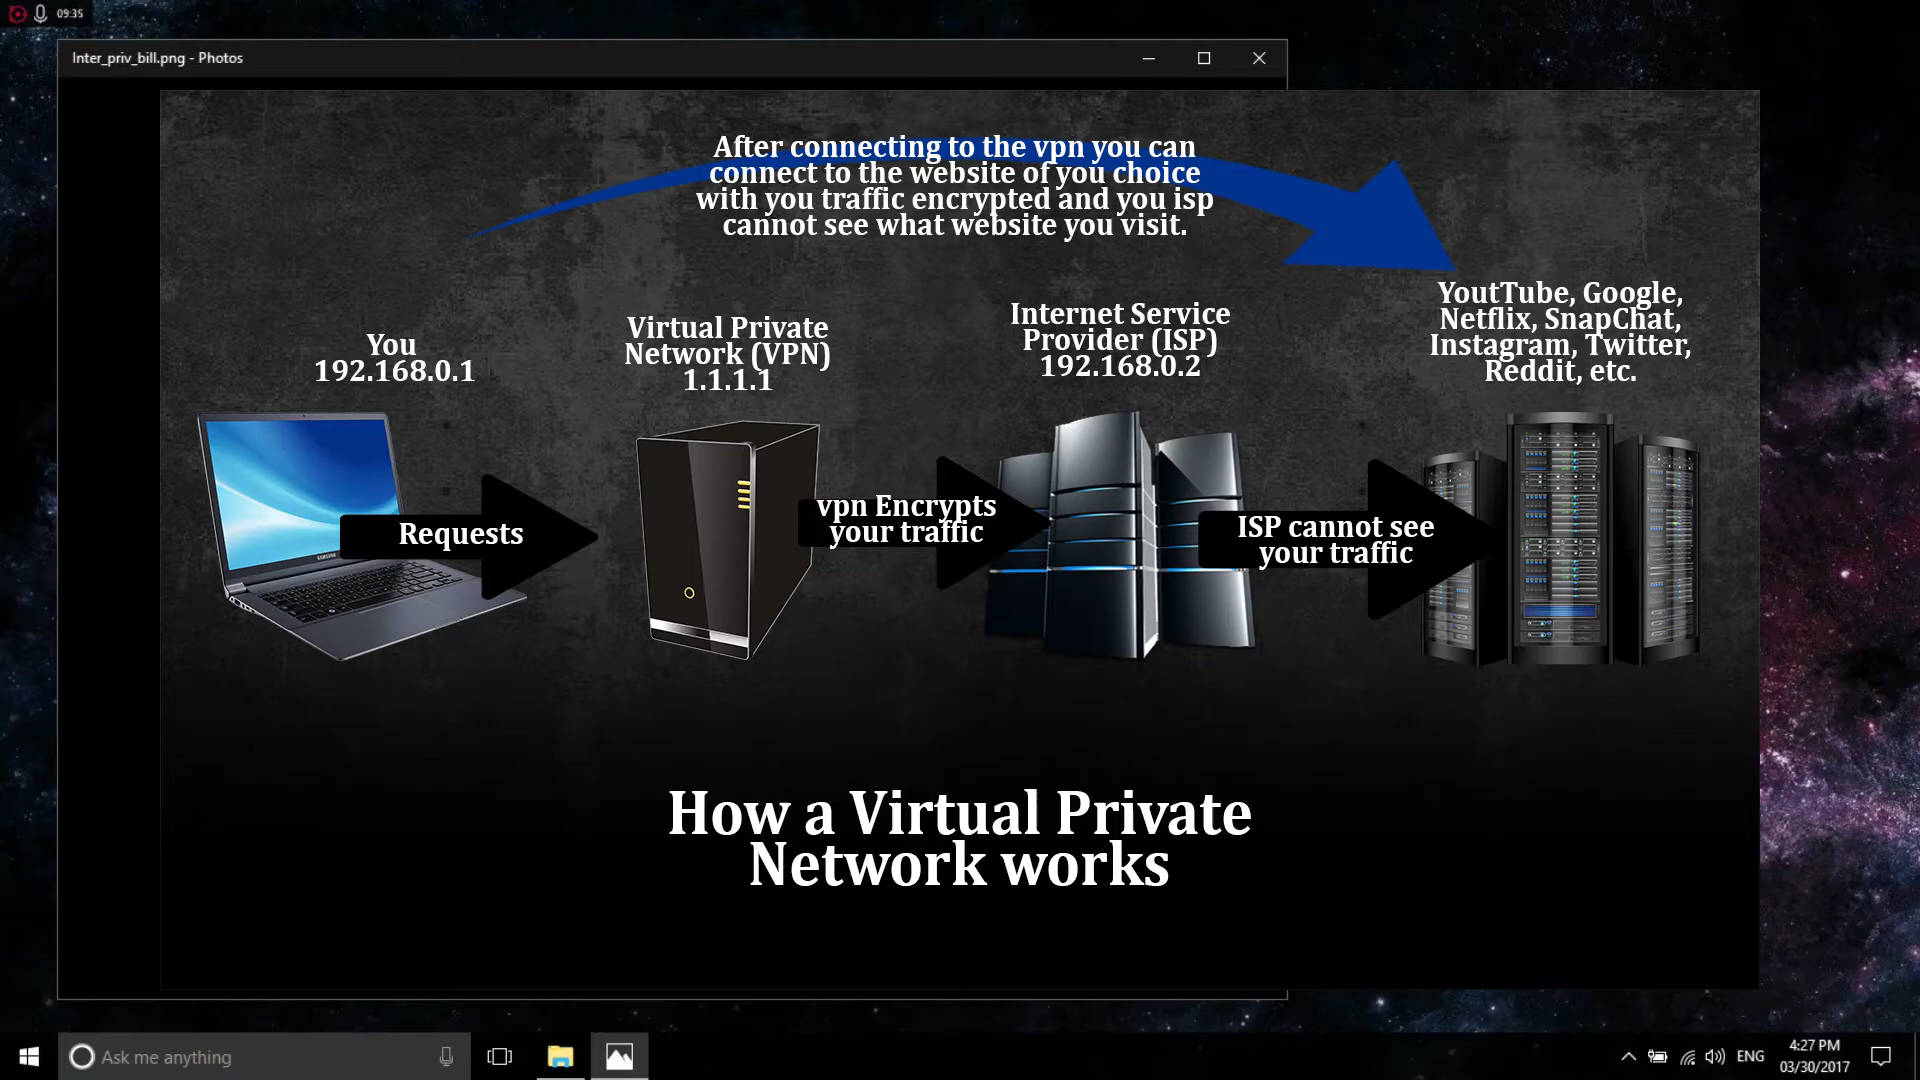 09:35
Inter_priv_bill.png - Photos
After connecting to the vpn you can
connect to the website of you choice
with you traffic encrypted and you isp
cannot see what website you visit.
You
192.168.0.1
Virtual Private
Network (VPN)
1.1.1.1
Internet Service
Provider (ISP)
192.168.0.2
YoutTube, Google,
Netflix, SnapChat,
Instagram, Twitter,
Reddit, etc.
SAMSUNG
Requests
vpn Encrypts
your traffic
ISP cannot see
your traffic
How a Virtual Private
Network works
Ask me anything
ENG
4:27 PM
03/30/2017